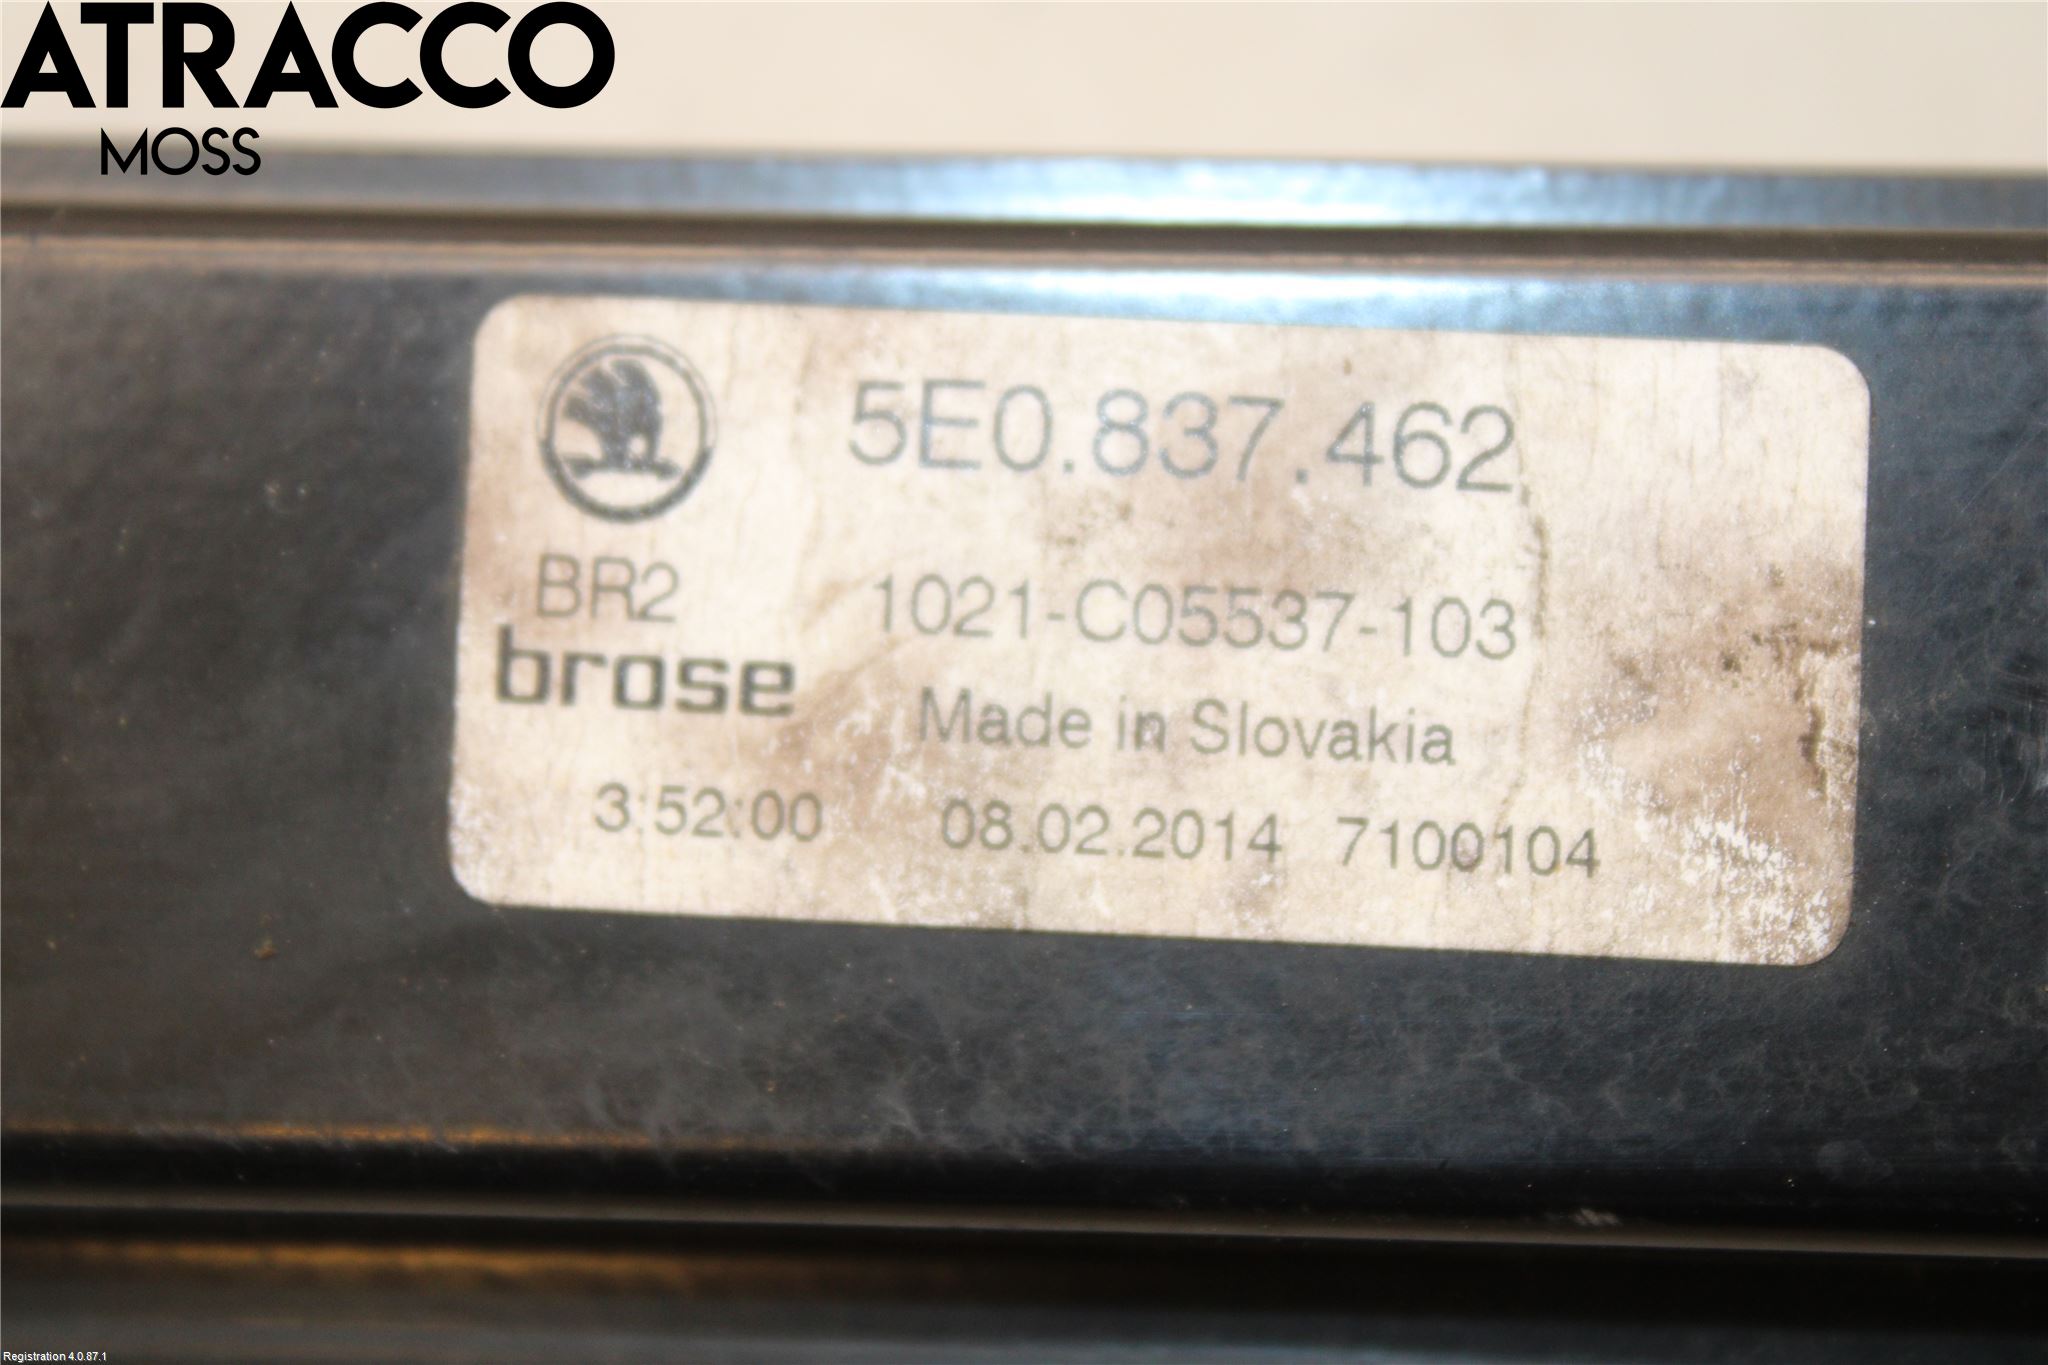 ATRACCO
MOSS
5E0.837.462
BR2 1021-C05537-103
brose
Made in Slovakia
3:52:00 08.02.2014 7100104
Registration 4.0.87.1